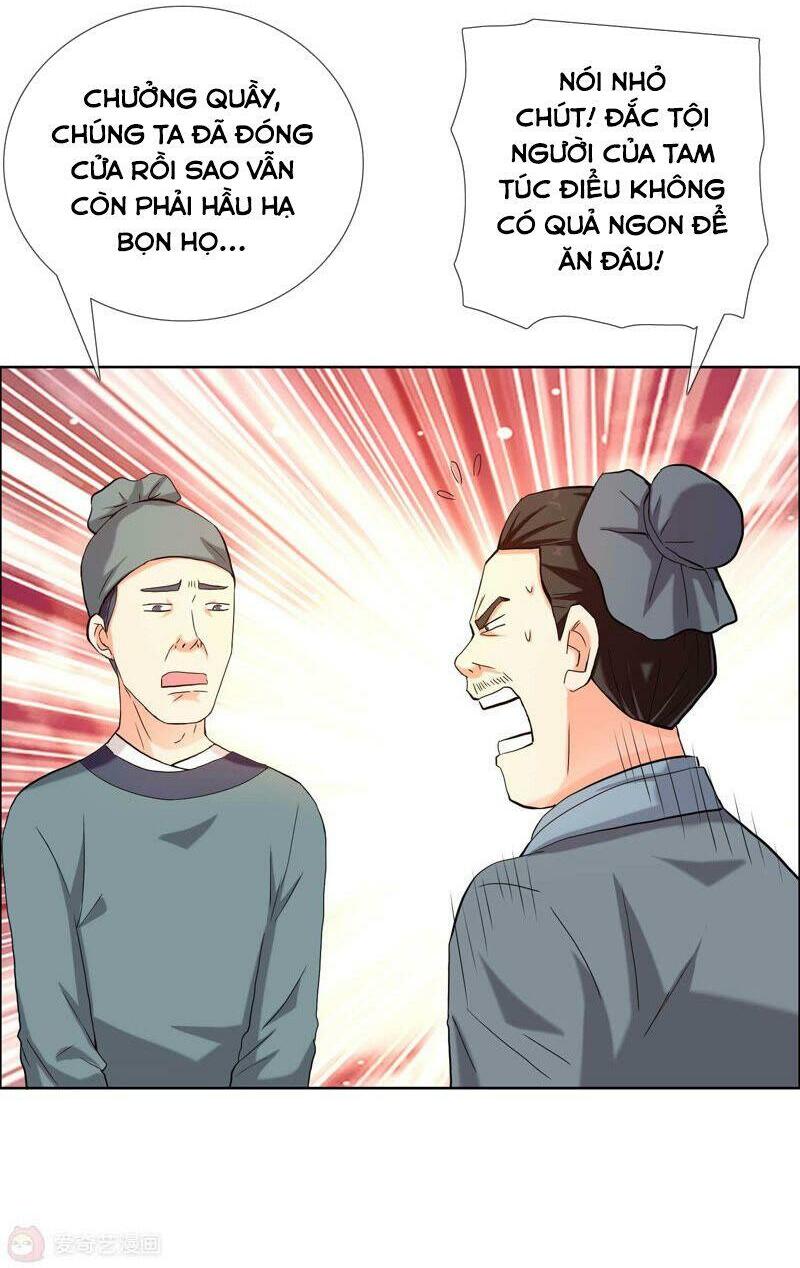 CHƯỞNG QUẦY,
CHÚNG TA ĐÃ ĐÓNG
CỬA RỒI SAO VẪN
CÒN PHẢI HẦU HẠ
BỌN HỌ...
NÓI NHỎ
CHÚT! ĐẮC TỘI
NGƯỜI CỦA TAM
TÚC ĐIỂU KHÔNG
CÓ QUẢ NGON ĐỂ
ĂN ĐÂU!
爱奇艺漫画